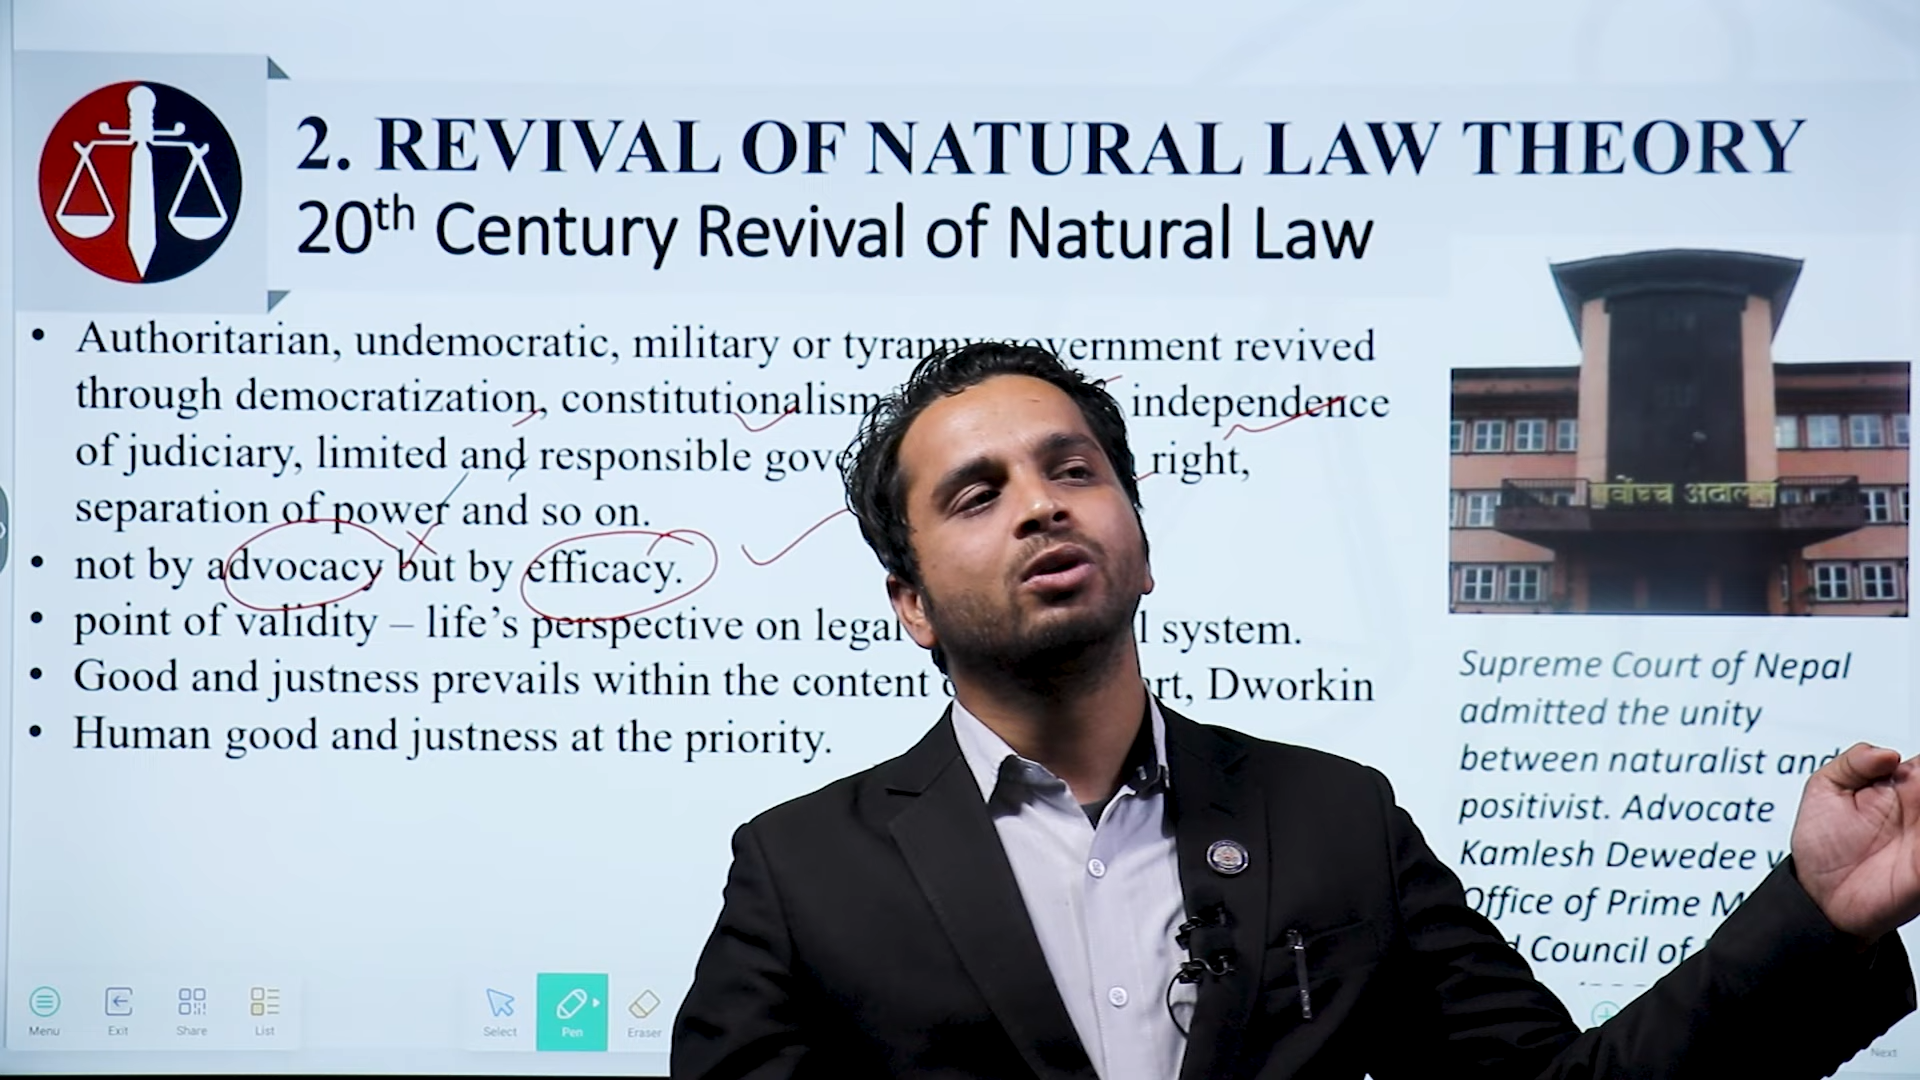 2. REVIVAL OF NATURAL LAW THEORY
20th Century Revival of Natural Law
• Authoritarian, undemocratic, military or tyranny government revived
through democratization, constitutionalism independence
of judiciary, limited and responsible right,
separation of power and so on.
• not by advocacy but by efficacy.
• point of validity – life's perspective on legal system.
• Good and justness prevails within the content Dworkin
• Human good and justness at the priority.
सर्वोच्च अदालत
Supreme Court of Nepal
admitted the unity
between naturalist and
positivist. Advocate
Kamlesh Dewedee
Office of Prime
Council of
Menu
Exit
Share
List
Select
Pen
Eraser
Next